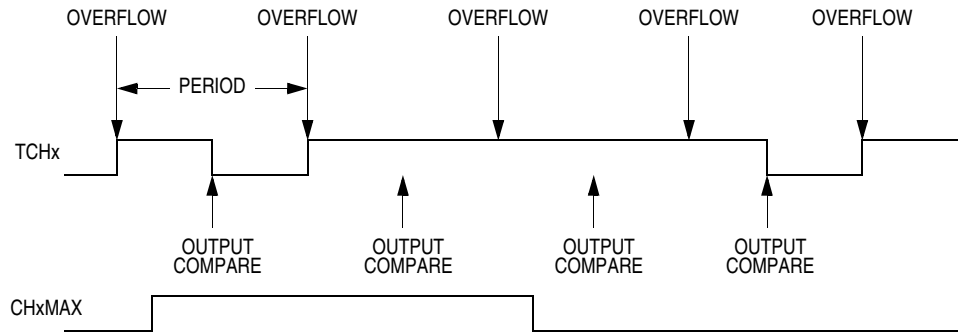 OVERFLOW OVERFLOW OVERFLOW OVERFLOW OVERFLOW
PERIOD
TCHx
OUTPUT OUTPUT OUTPUT OUTPUT
COMPARE COMPARE COMPARE COMPARE
CHxMAX